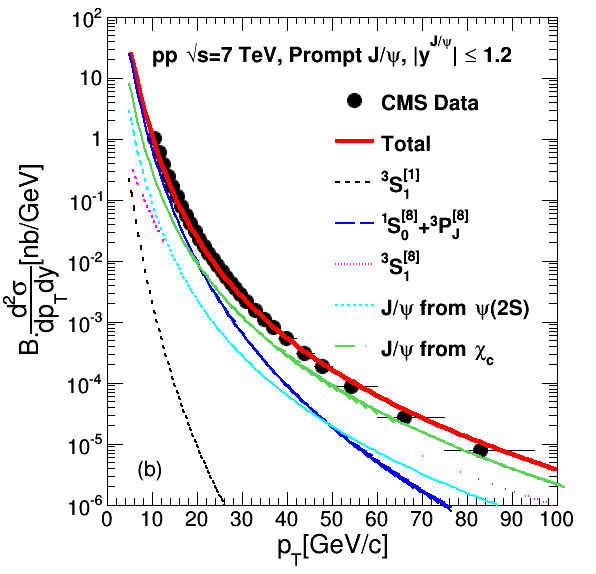 pp √s=7 TeV, Prompt J/ψ, |y^{J/ψ}| ≤ 1.2
CMS Data
Total
³S₁^{[1]}
¹S₀^{[8]}+³P_J^{[8]}
³S₁^{[8]}
J/ψ from ψ(2S)
J/ψ from χ_c
(b)
B.d²σ/dp_Tdy[nb/GeV]
10²
10
1
10⁻¹
10⁻²
10⁻³
10⁻⁴
10⁻⁵
10⁻⁶
0 10 20 30 40 50 60 70 80 90 100
p_T[GeV/c]